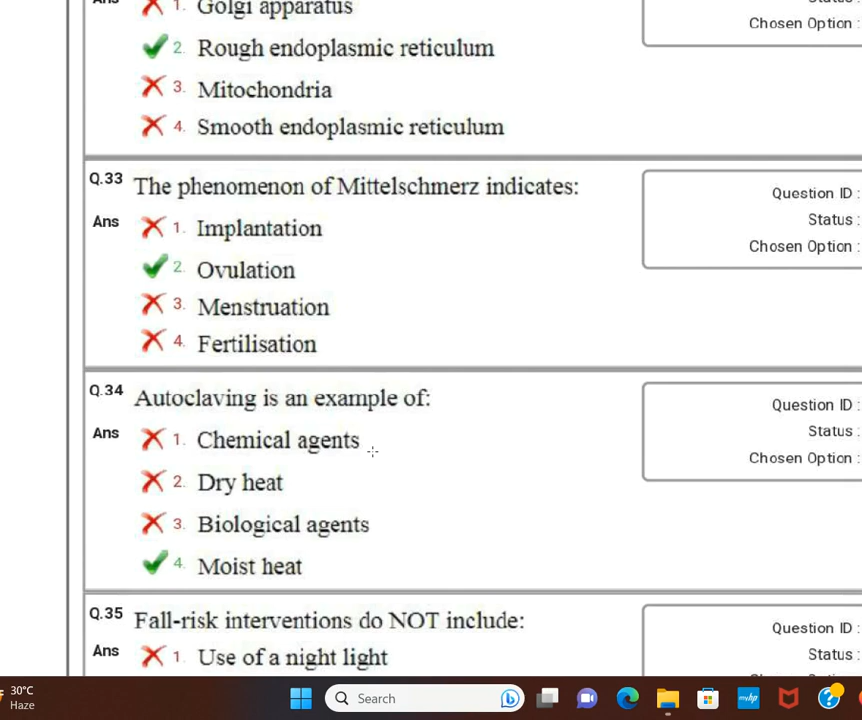 Ans 1. Golgi apparatus
Chosen Option :
2. Rough endoplasmic reticulum
3. Mitochondria
4. Smooth endoplasmic reticulum
Q.33 The phenomenon of Mittelschmerz indicates:
Question ID :
Status :
Chosen Option :
Ans 1. Implantation
2. Ovulation
3. Menstruation
4. Fertilisation
Q.34 Autoclaving is an example of:
Question ID :
Status :
Chosen Option :
Ans 1. Chemical agents
2. Dry heat
3. Biological agents
4. Moist heat
Q.35 Fall-risk interventions do NOT include:
Question ID :
Status :
Ans 1. Use of a night light
30°C
Haze
Search
myhp